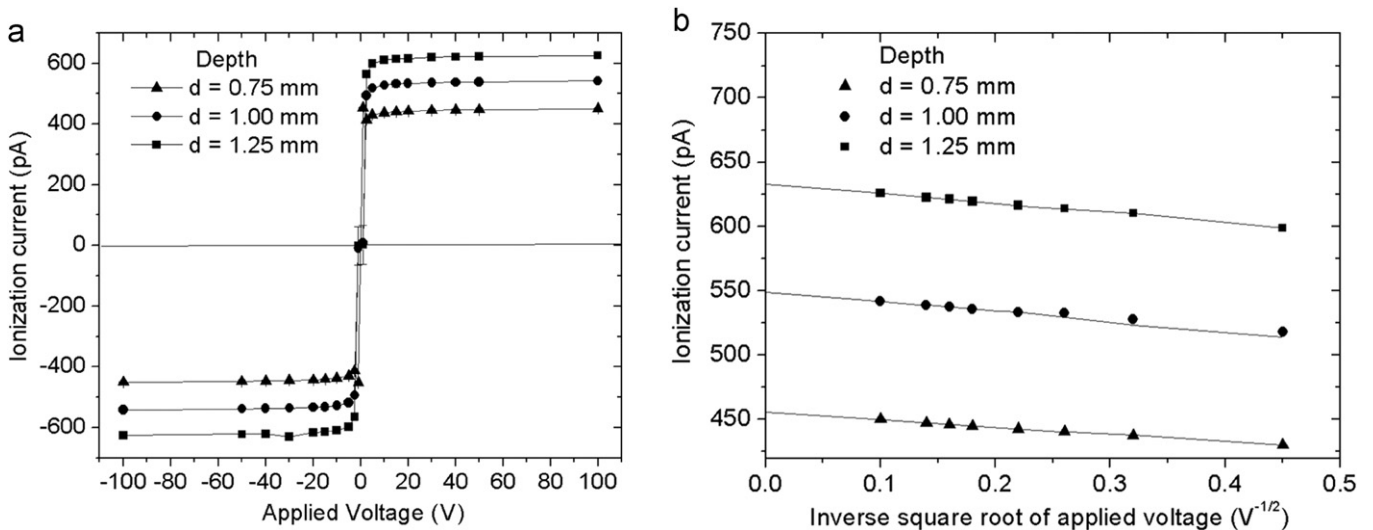 a
Depth
d = 0.75 mm
d = 1.00 mm
d = 1.25 mm
600
400
200
0
-200
-400
-600
Ionization current (pA)
-100 -80 -60 -40 -20 0 20 40 60 80 100
Applied Voltage (V)
b
Depth
d = 0.75 mm
d = 1.00 mm
d = 1.25 mm
750
700
650
600
550
500
450
Ionization current (pA)
0.0 0.1 0.2 0.3 0.4 0.5
Inverse square root of applied voltage (V-1/2)